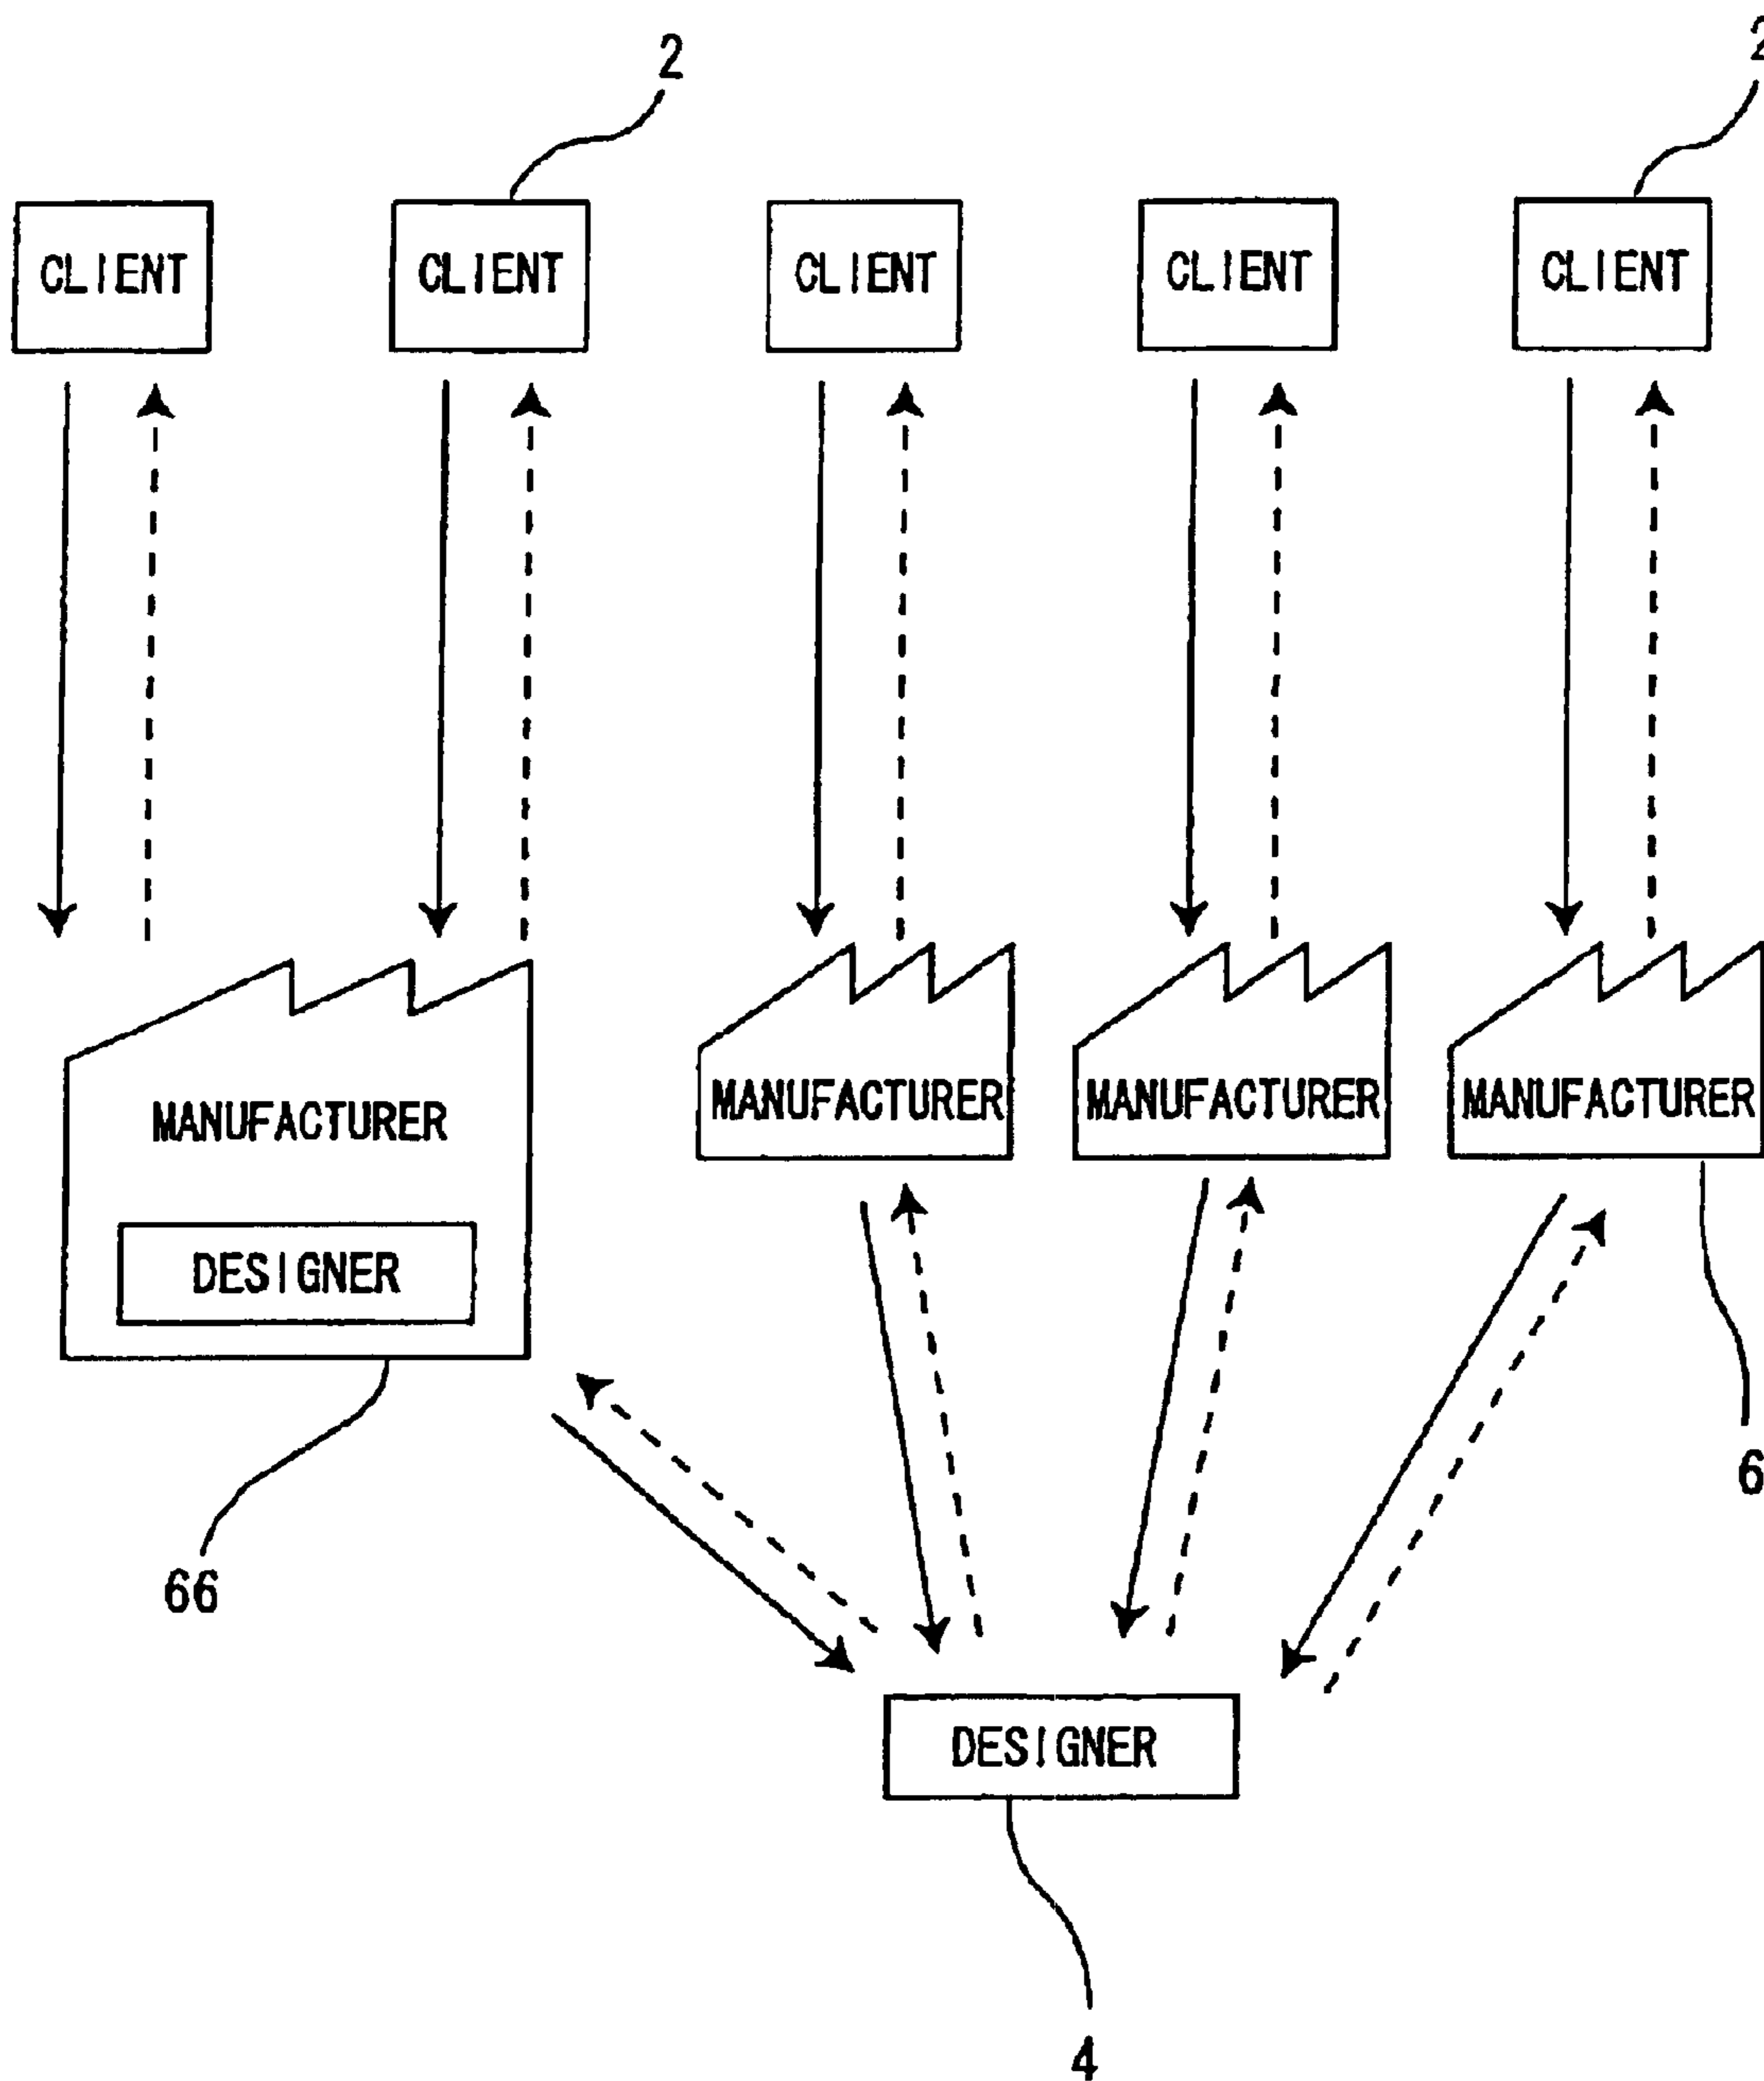 2
2
CLIENT CLIENT CLIENT CLIENT CLIENT
MANUFACTURER MANUFACTURER MANUFACTURER MANUFACTURER
DESIGNER
6
66
DESIGNER
4